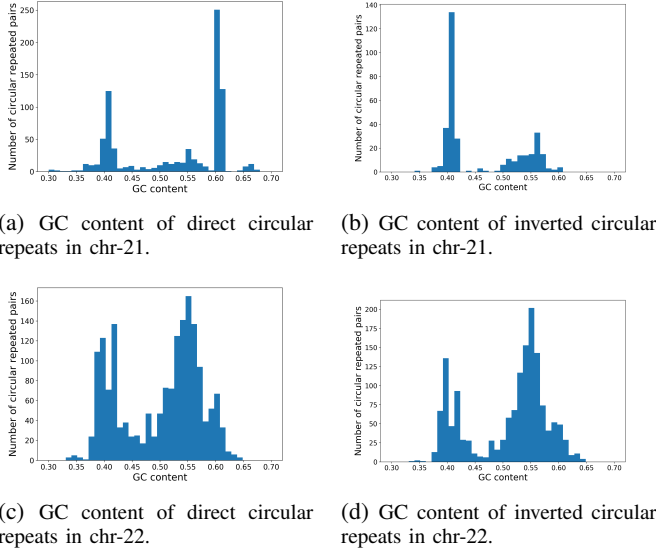 250
200
150
100
50
0
Number of circular repeated pairs
0.30 0.35 0.40 0.45 0.50 0.55 0.60 0.65 0.70
GC content
140
120
100
80
60
40
20
0
Number of circular repeated pairs
0.30 0.35 0.40 0.45 0.50 0.55 0.60 0.65 0.70
GC content
(a) GC content of direct circular
repeats in chr-21.
(b) GC content of inverted circular
repeats in chr-21.
160
140
120
100
80
60
40
20
0
Number of circular repeated pairs
0.30 0.35 0.40 0.45 0.50 0.55 0.60 0.65 0.70
GC content
200
175
150
125
100
75
50
25
0
Number of circular repeated pairs
0.30 0.35 0.40 0.45 0.50 0.55 0.60 0.65 0.70
GC content
(c) GC content of direct circular
repeats in chr-22.
(d) GC content of inverted circular
repeats in chr-22.